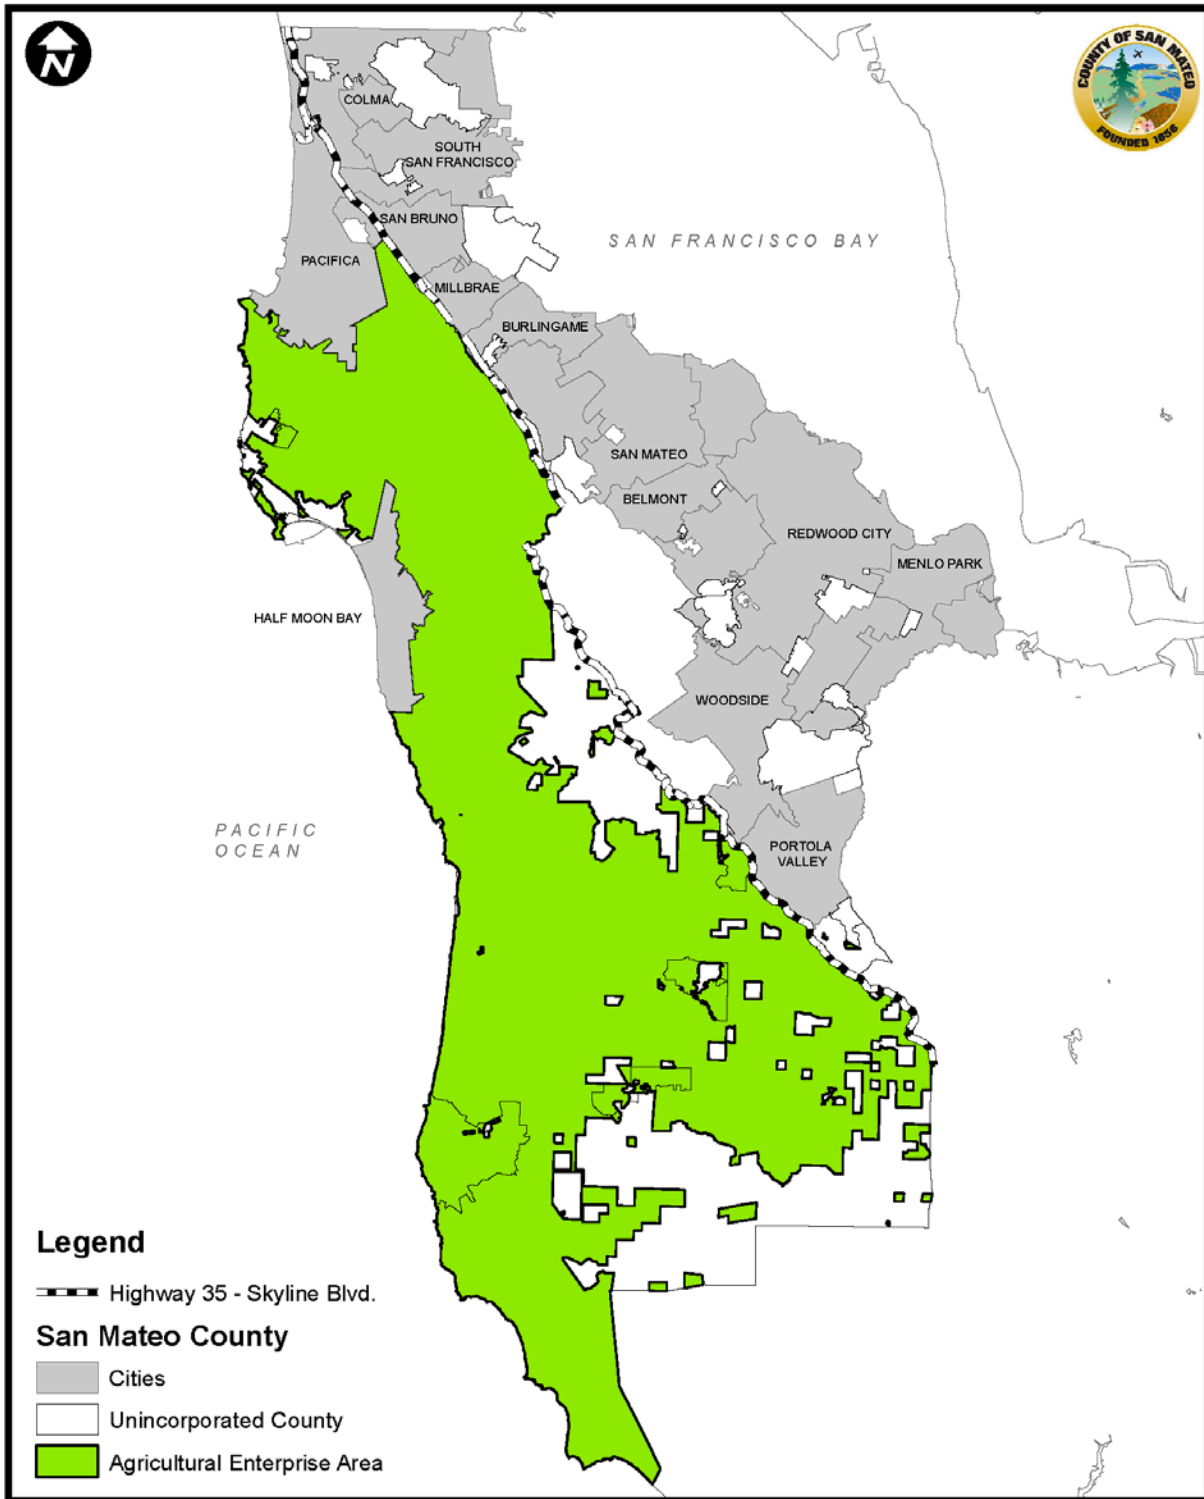 N
COUNTY OF SAN MATEO
FOUNDED 1856
COLMA
SOUTH
SAN FRANCISCO
SAN BRUNO
SAN FRANCISCO BAY
PACIFICA
MILLBRAE
BURLINGAME
SAN MATEO
BELMONT
REDWOOD CITY
MENLO PARK
HALF MOON BAY
WOODSIDE
PACIFIC
OCEAN
PORTOLA
VALLEY
Legend
Highway 35 - Skyline Blvd.
San Mateo County
Cities
Unincorporated County
Agricultural Enterprise Area